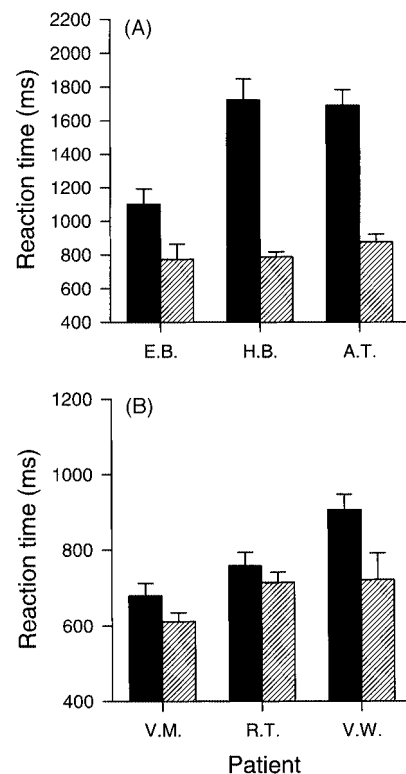 (A)
Reaction time (ms)
2200
2000
1800
1600
1400
1200
1000
800
600
400
E.B. H.B. A.T.
(B)
Reaction time (ms)
1200
1000
800
600
400
V.M. R.T. V.W.
Patient